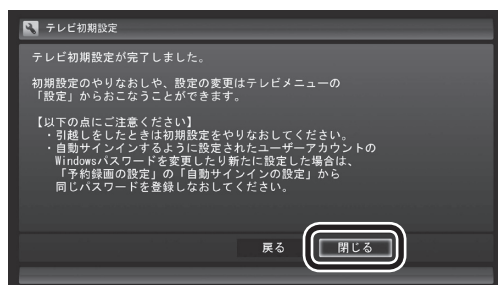 テレビ初期設定
テレビ初期設定が完了しました。
初期設定のやりなおしや、設定の変更はテレビメニューの
「設定」からおこなうことができます。
【以下の点にご注意ください】
・引越しをしたときは初期設定をやりなおしてください。
・自動サインインするように設定されたユーザーアカウントの
Windowsパスワードを変更したり新たに設定した場合は、
「予約録画の設定」の「自動サインインの設定」から
同じパスワードを登録しなおしてください。
戻る 閉じる